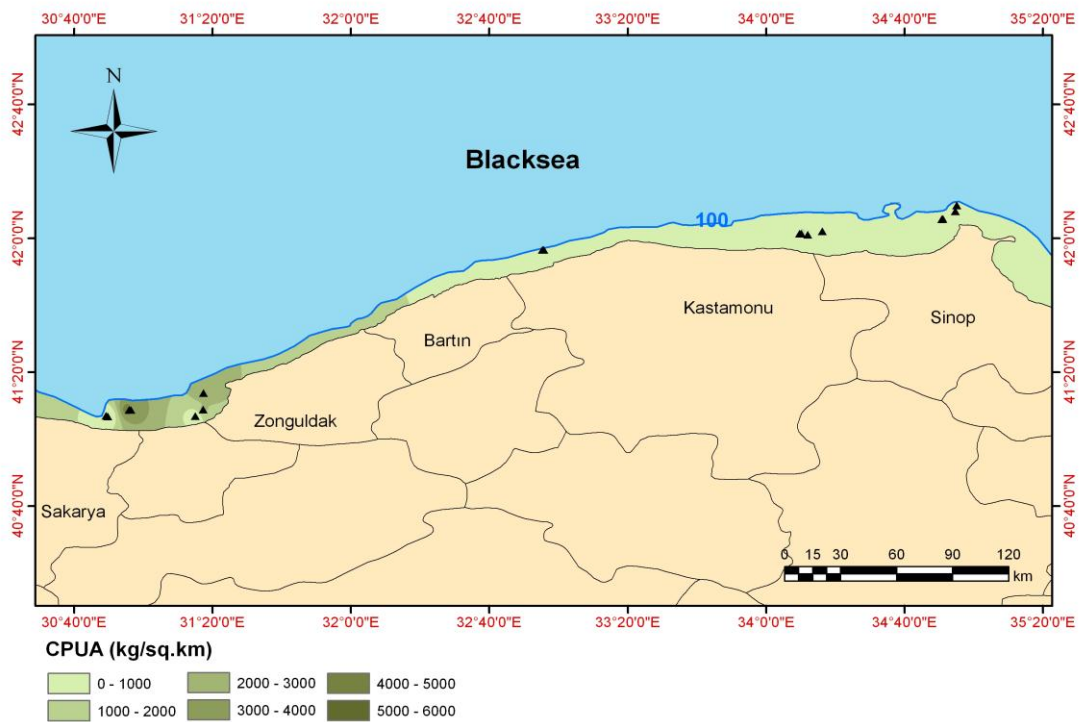 30°40'0"E 31°20'0"E 32°0'0"E 32°40'0"E 33°20'0"E 34°0'0"E 34°40'0"E 35°20'0"E
42°40'0"N 42°40'0"N
N
Blacksea
100
42°0'0"N 42°0'0"N
Kastamonu
Sinop
Bartın
41°20'0"N 41°20'0"N
Zonguldak
Sakarya
40°40'0"N 40°40'0"N
0 15 30 60 90 120
km
30°40'0"E 31°20'0"E 32°0'0"E 32°40'0"E 33°20'0"E 34°0'0"E 34°40'0"E 35°20'0"E
CPUA (kg/sq.km)
0 - 1000 2000 - 3000 4000 - 5000
1000 - 2000 3000 - 4000 5000 - 6000